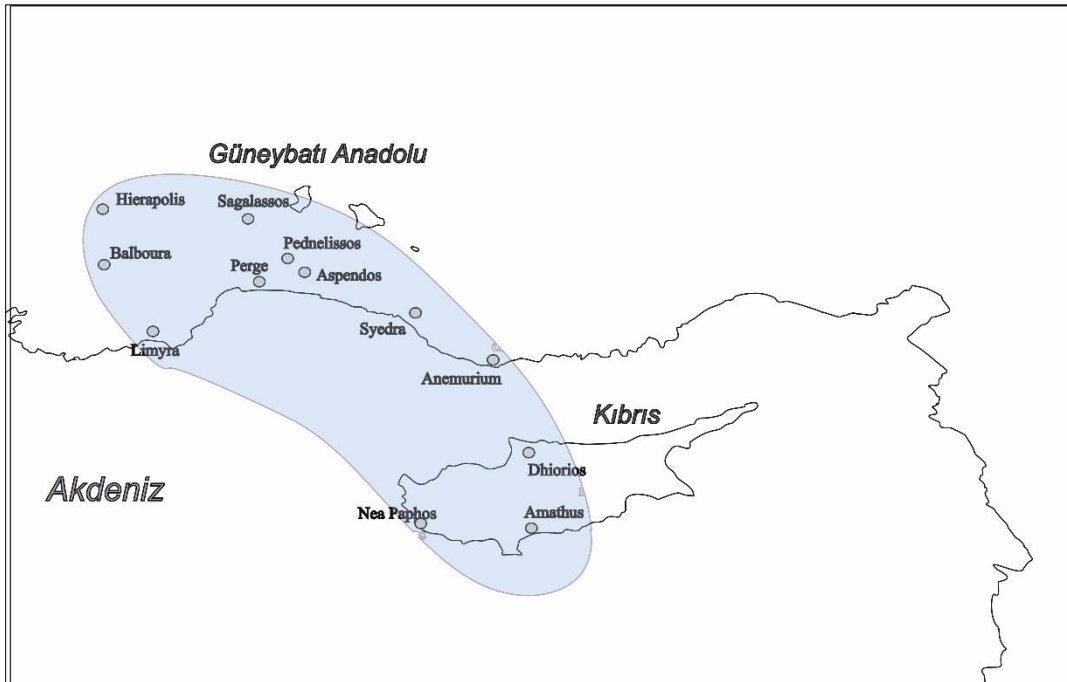 Güneybatı Anadolu
Hierapolis
Sagalassos
Pednelissos
Balboura
Perge
Aspendos
Syedra
Limyra
Anemurium
Kıbrıs
Dhiorios
Akdeniz
Nea Paphos
Amathus